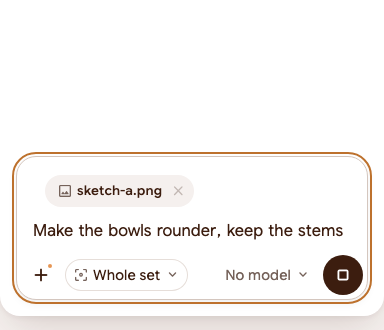 sketch-a.png
Make the bowls rounder, keep the stems
Whole set
No model